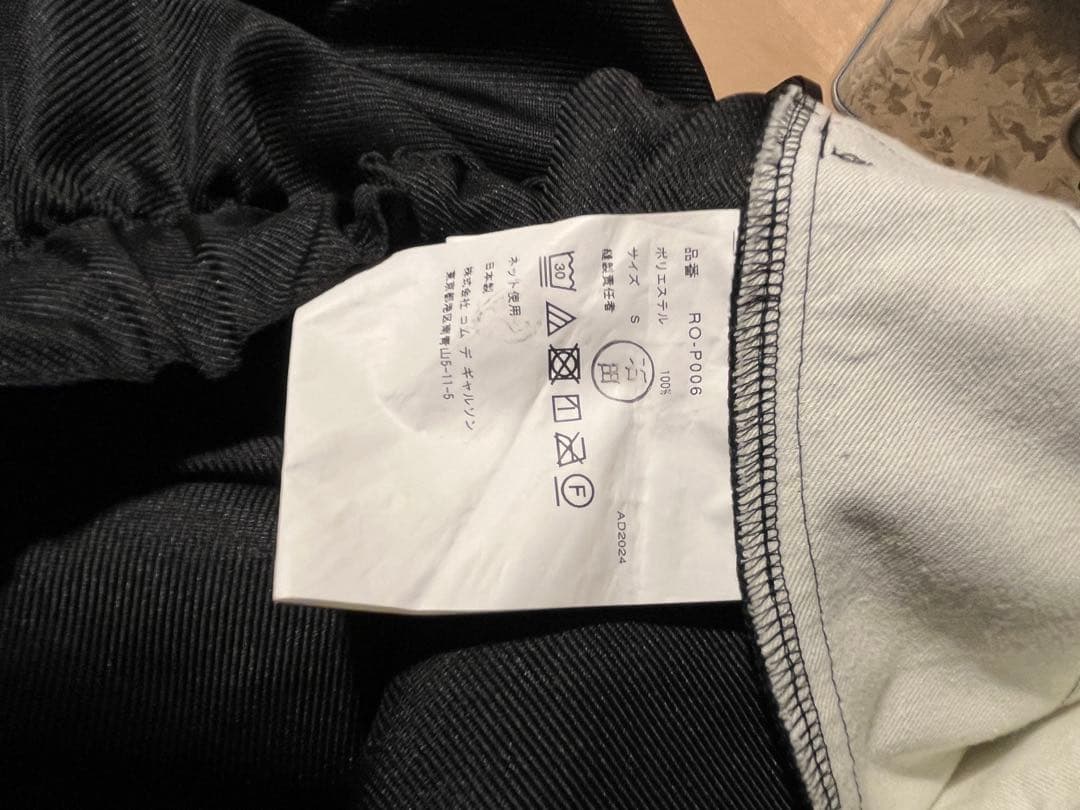 品番 RO-P006
ポリエステル 100%
サイズ S
縫製責任者
AD2024
30
F
ネット使用
日本製
株式会社 コム デ ギャルソン
東京都港区南青山5-11-5